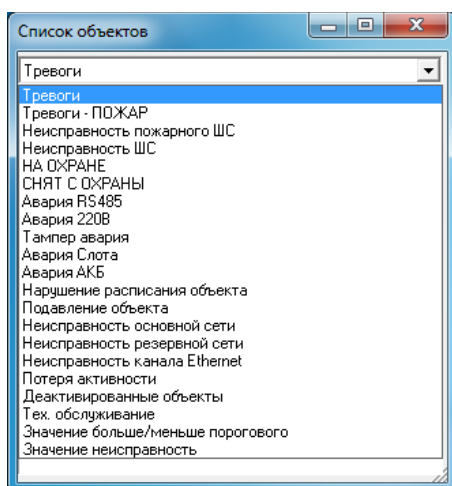 Список объектов
Тревоги
Тревоги
Тревоги - ПОЖАР
Неисправность пожарного ШС
Неисправность ШС
НА ОХРАНЕ
СНЯТ С ОХРАНЫ
Авария RS485
Авария 220В
Тампер авария
Авария Слота
Авария АКБ
Нарушение расписания объекта
Подавление объекта
Неисправность основной сети
Неисправность резервной сети
Неисправность канала Ethernet
Потеря активности
Деактивированные объекты
Тех. обслуживание
Значение больше/меньше порогового
Значение неисправность